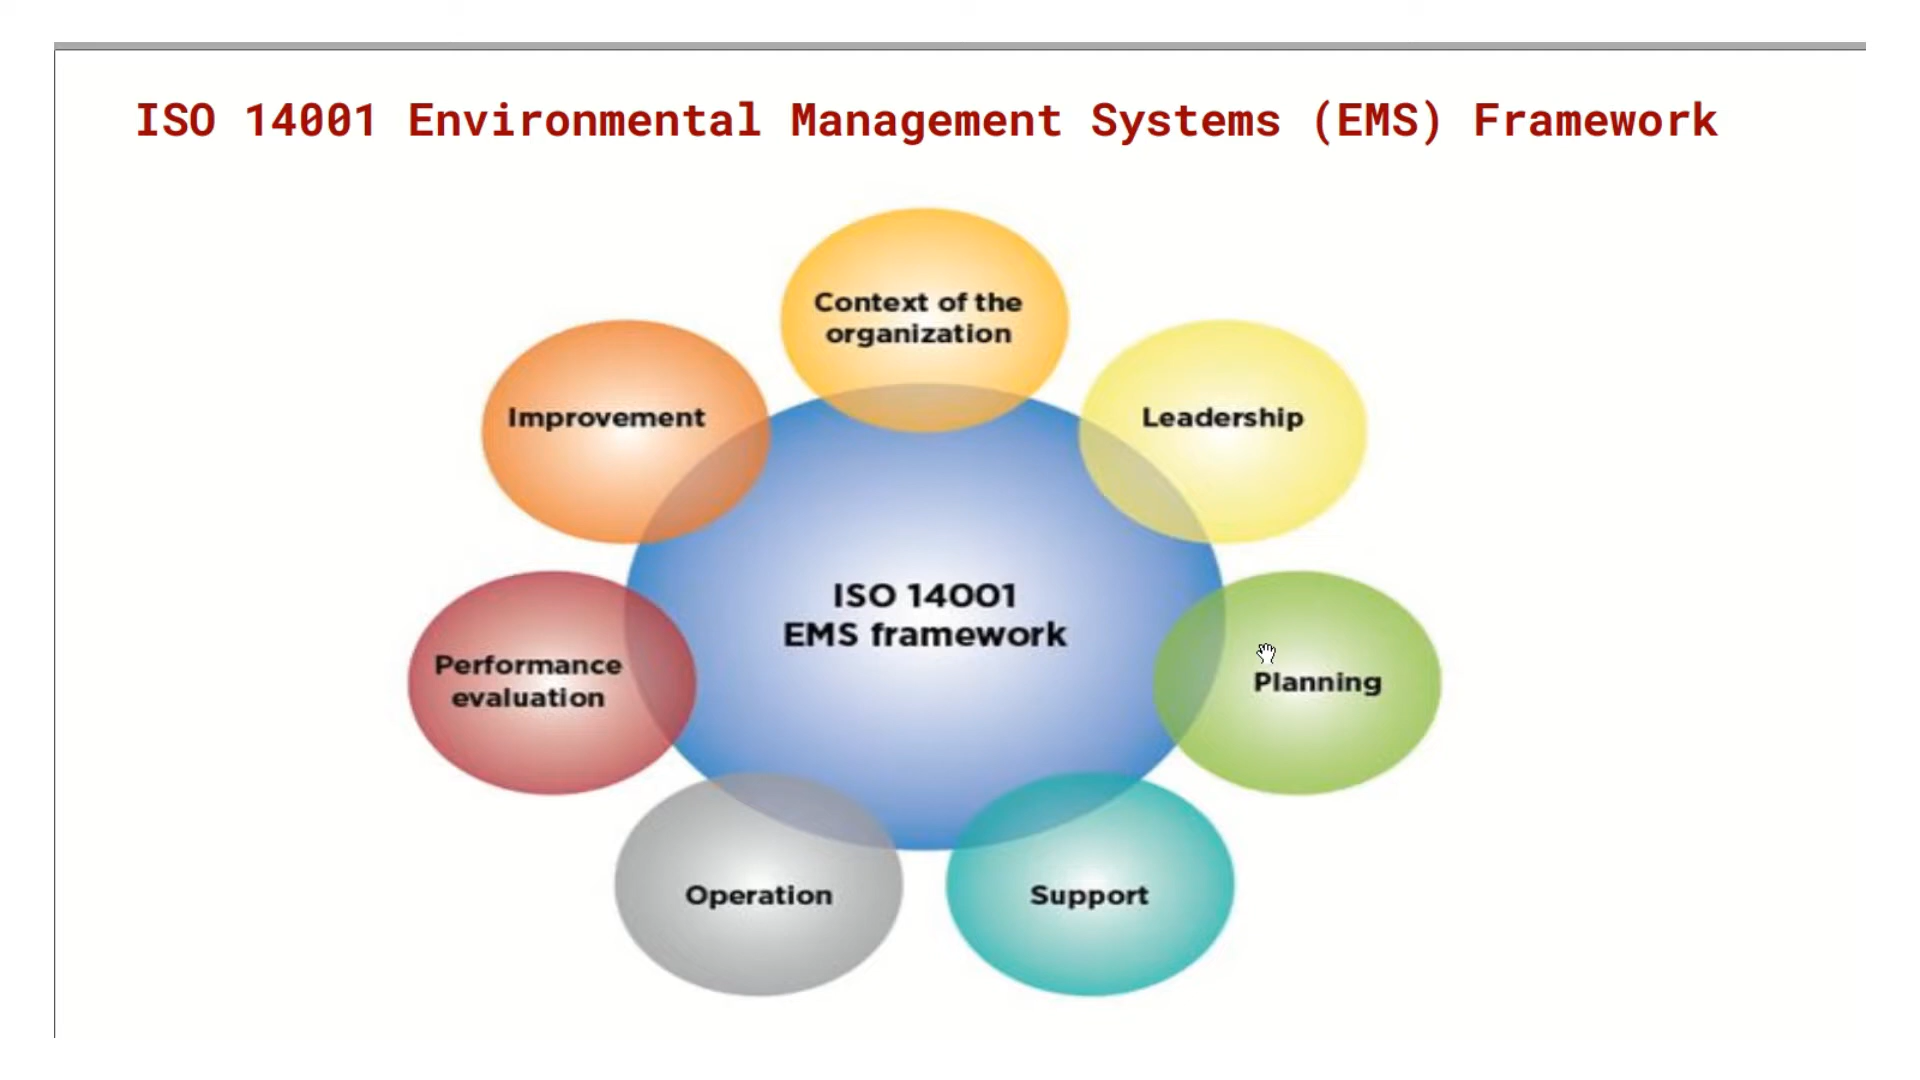 ISO 14001 Environmental Management Systems (EMS) Framework
Context of the
organization
Improvement
Leadership
ISO 14001
EMS framework
Performance
evaluation
Planning
Operation
Support